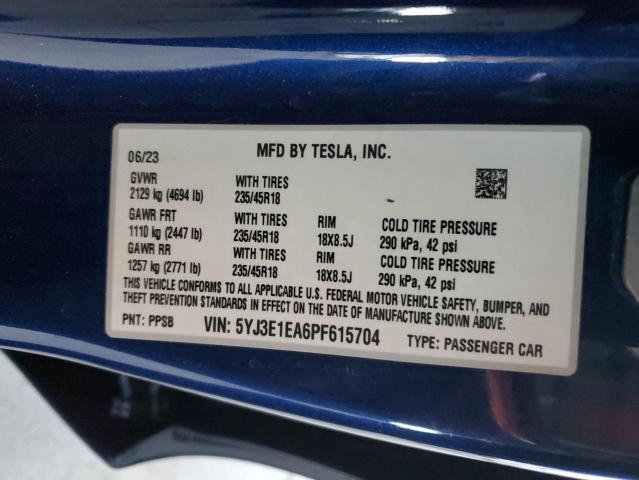 06/23 MFD BY TESLA, INC.
GVWR WITH TIRES
2129 kg (4694 lb) 235/45R18
GAWR FRT WITH TIRES RIM COLD TIRE PRESSURE
1110 kg (2447 lb) 235/45R18 18X8.5J 290 kPa, 42 psi
GAWR RR WITH TIRES RIM COLD TIRE PRESSURE
1257 kg (2771 lb) 235/45R18 18X8.5J 290 kPa, 42 psi
THIS VEHICLE CONFORMS TO ALL APPLICABLE U.S. FEDERAL MOTOR VEHICLE SAFETY, BUMPER, AND
THEFT PREVENTION STANDARDS IN EFFECT ON THE DATE OF MANUFACTURE SHOWN ABOVE.
PNT: PPSB VIN: 5YJ3E1EA6PF615704 TYPE: PASSENGER CAR